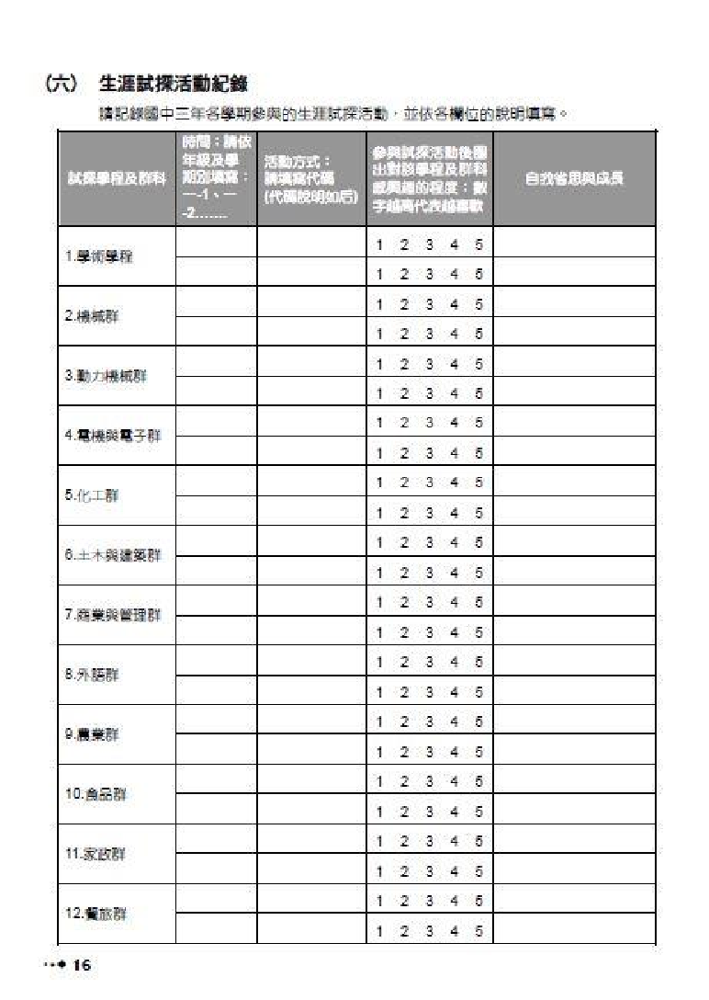 （六） 生涯試探活動紀錄
請記錄國中三年各學期參與的生涯試探活動，並依各欄位的說明填寫。
試探學程及群科
時間：請依
年級及學
期別填寫：
一-1、一
-2.......
活動方式：
請填寫代碼
(代碼說明如后)
參與試探活動後圈
出對該學程及群科
感興趣的程度：數
字越高代表越喜歡
自我省思與成長
1.學術學程
1 2 3 4 5
1 2 3 4 5
2.機械群
1 2 3 4 5
1 2 3 4 5
3.動力機械群
1 2 3 4 5
1 2 3 4 5
4.電機與電子群
1 2 3 4 5
1 2 3 4 5
5.化工群
1 2 3 4 5
1 2 3 4 5
6.土木與建築群
1 2 3 4 5
1 2 3 4 5
7.商業與管理群
1 2 3 4 5
1 2 3 4 5
8.外語群
1 2 3 4 5
1 2 3 4 5
9.農業群
1 2 3 4 5
1 2 3 4 5
10.食品群
1 2 3 4 5
1 2 3 4 5
11.家政群
1 2 3 4 5
1 2 3 4 5
12.餐旅群
1 2 3 4 5
1 2 3 4 5
16